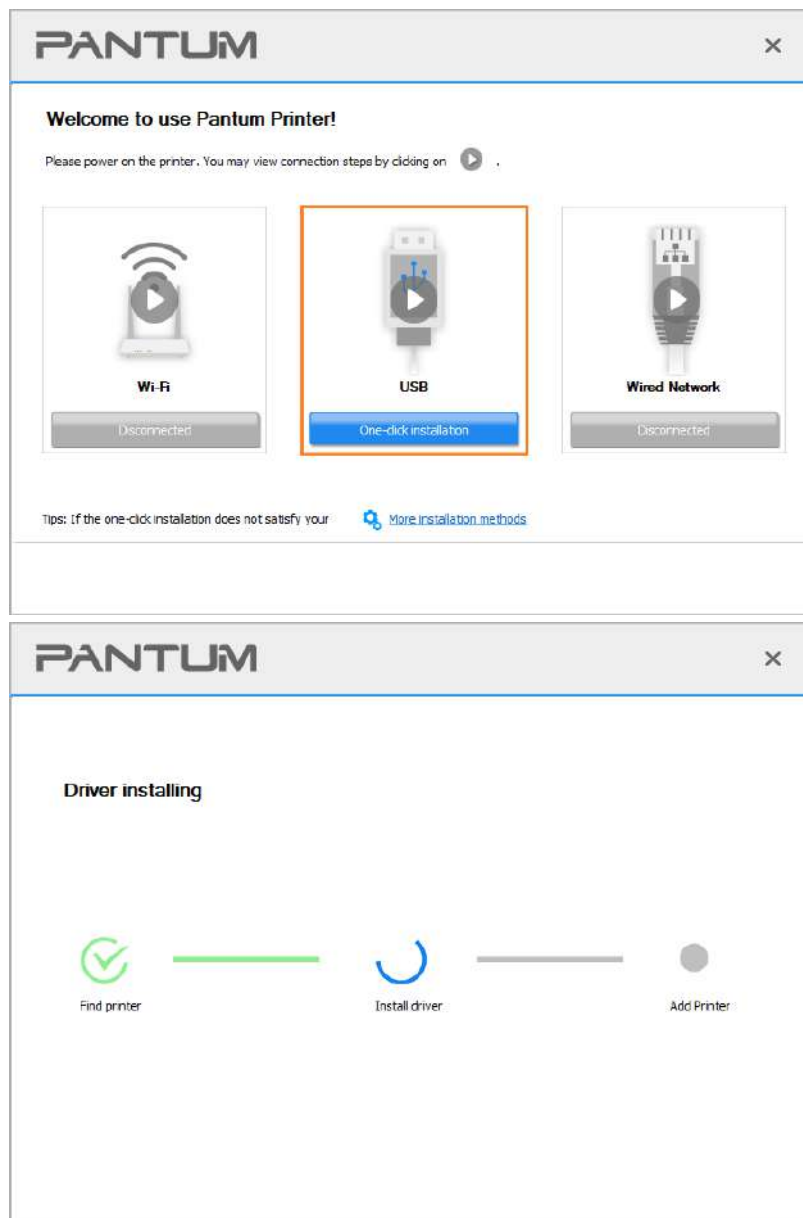 PANTUM
Welcome to use Pantum Printer!
Please power on the printer. You may view connection steps by clicking on .
Wi-Fi
USB
Wired Network
Disconnected
One-click installation
Disconnected
Tips: If the one-click installation does not satisfy your More installation methods
PANTUM
Driver installing
Find printer
Install driver
Add Printer